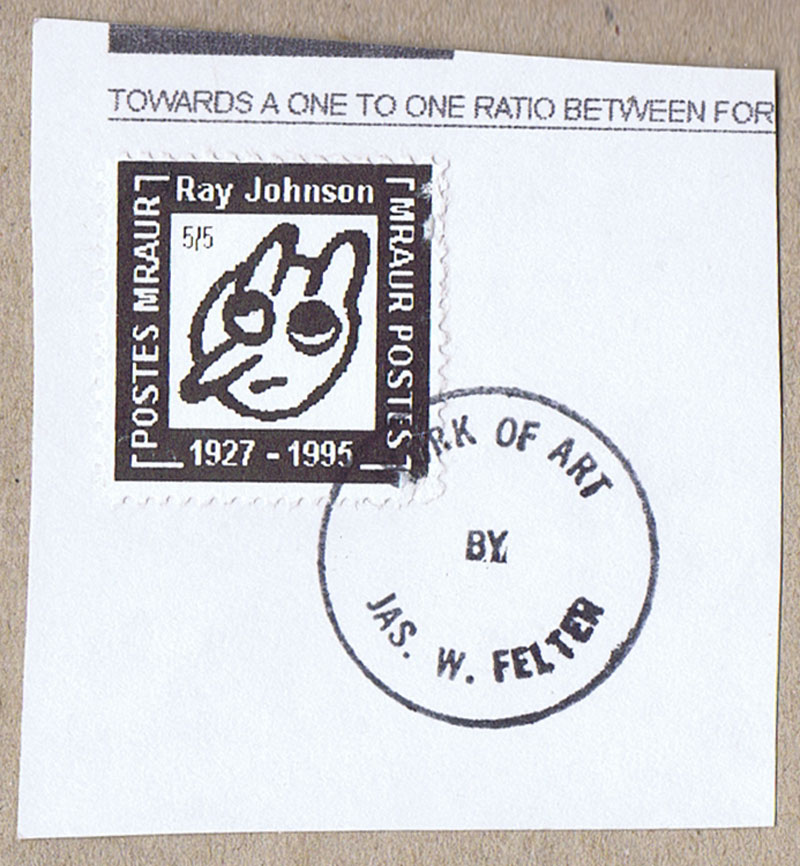 TOWARDS A ONE TO ONE RATIO BETWEEN FOR
Ray Johnson
5/5
POSTES MRAUR
MRAUR POSTES
1927 - 1995
OF ART
BY
JAS. W. FELTER